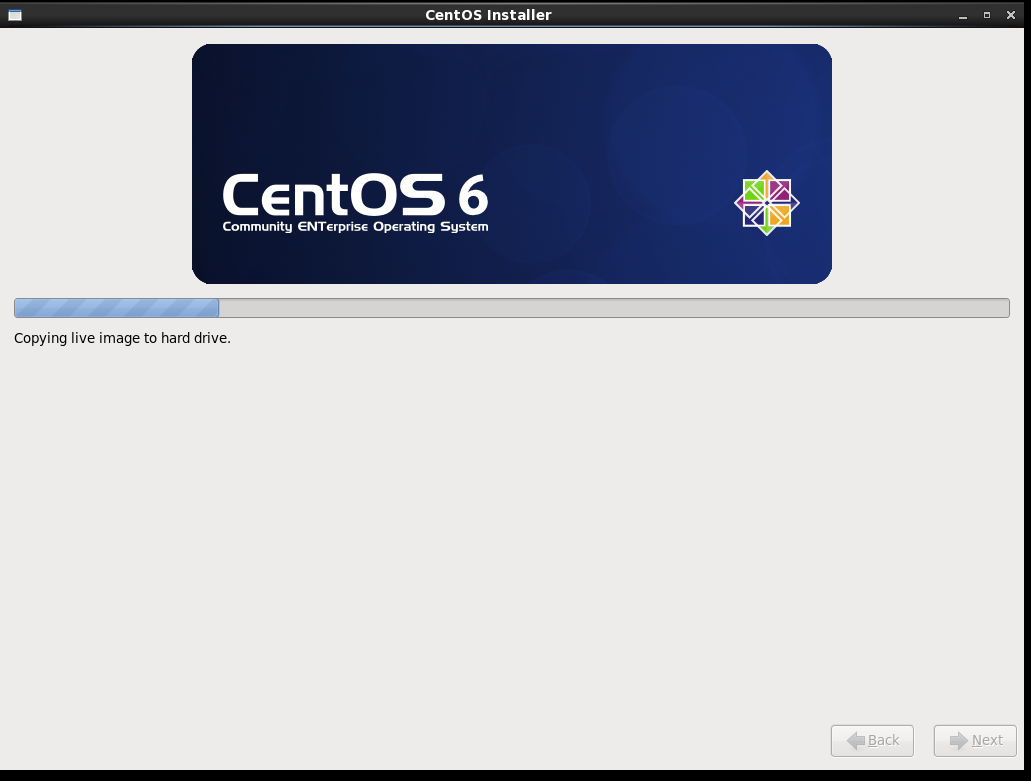 CentOS Installer
CentOS 6
Community ENTerprise Operating System
Copying live image to hard drive.
Back
Next